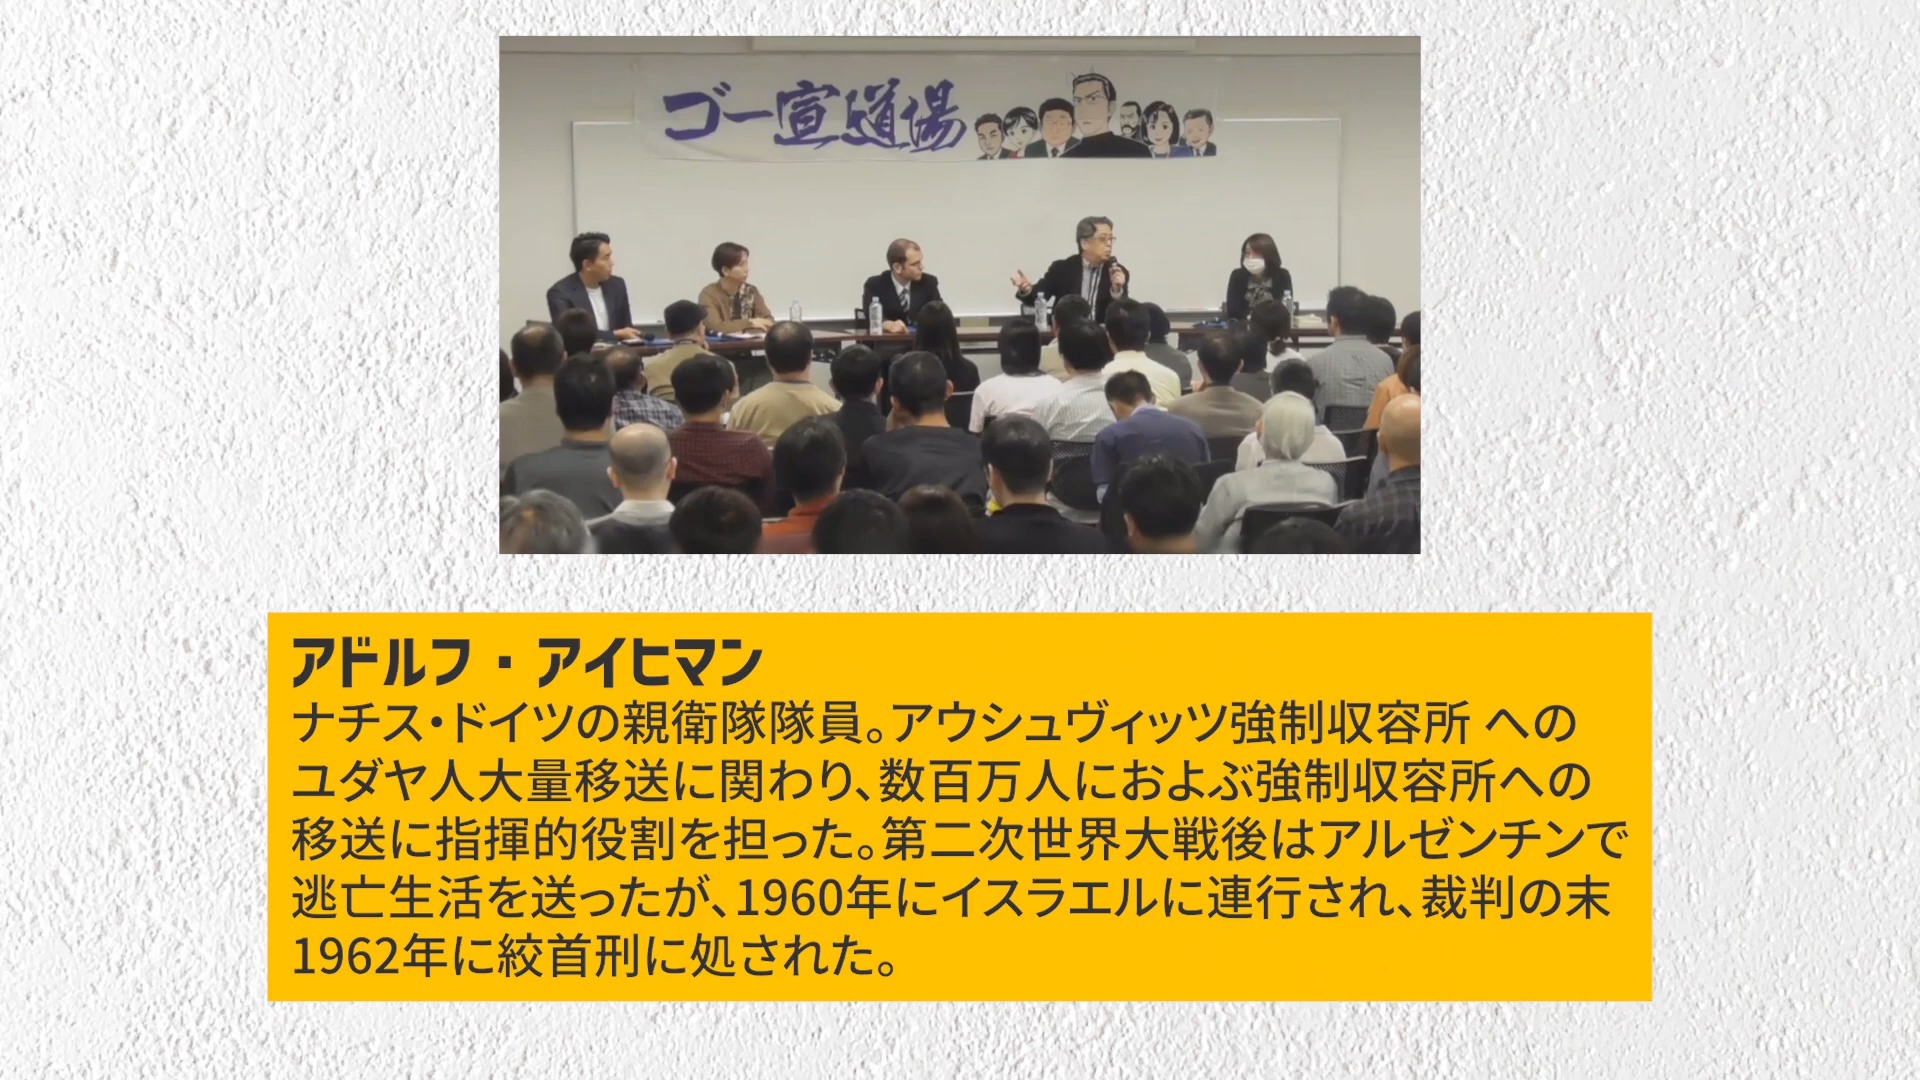 ゴー宣道場
アドルフ・アイヒマン
ナチス・ドイツの親衛隊隊員。アウシュヴィッツ強制収容所 への
ユダヤ人大量移送に関わり、数百万人におよぶ強制収容所への
移送に指揮的役割を担った。第二次世界大戦後はアルゼンチンで
逃亡生活を送ったが、1960年にイスラエルに連行され、裁判の末
1962年に絞首刑に処された。